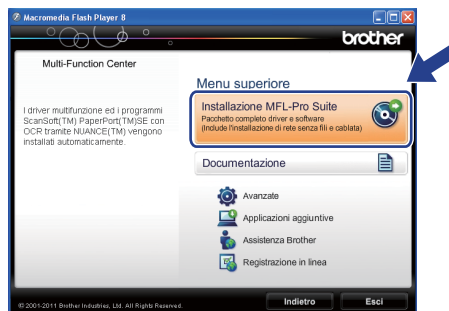 Macromedia Flash Player 8
brother
Multi-Function Center
I driver multifunzione ed i programmi
ScanSoft(TM) PaperPort(TM)SE con
OCR tramite NUANCE(TM) vengono
installati automaticamente.
Menu superiore
Installazione MFL-Pro Suite
Pacchetto completo driver e software
(Include l'installazione di rete senza fili e cablata)
Documentazione
Avanzate
Applicazioni aggiuntive
Assistenza Brother
Registrazione in linea
© 2001-2011 Brother Industries, Ltd. All Rights Reserved.
Indietro
Esci